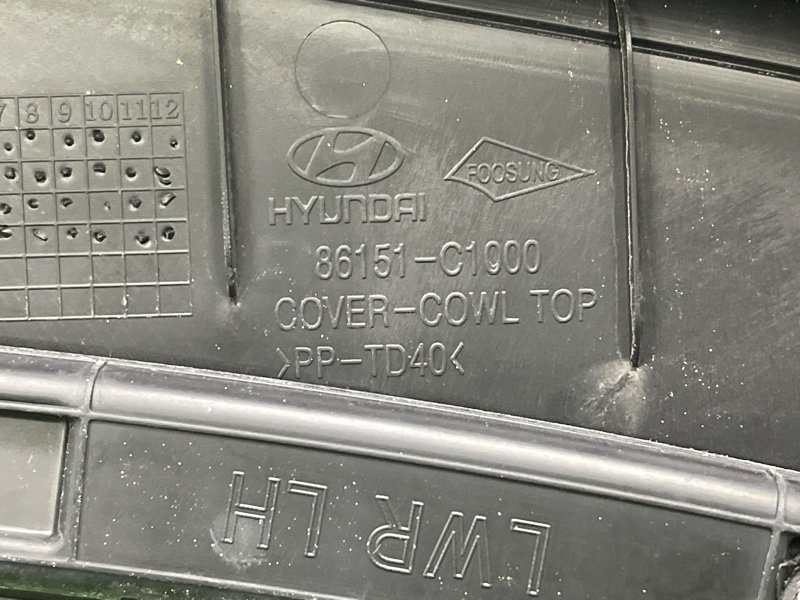 7 8 9 10 11 12
FOOSUNG
HYUNDAI
86151-C1000
COVER-COWL TOP
>PP-TD40<
LWR LH